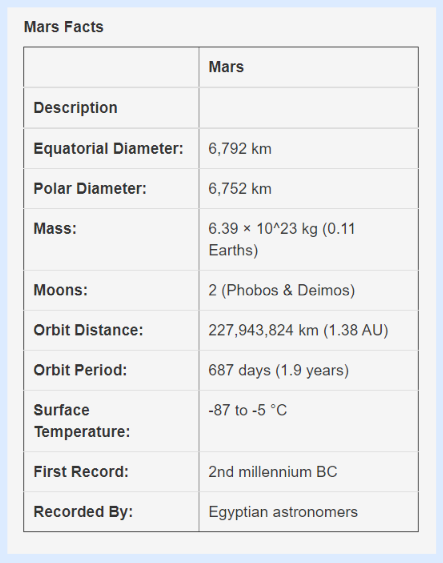 Mars Facts
Mars
Description
Equatorial Diameter: 6,792 km
Polar Diameter: 6,752 km
Mass: 6.39 × 10^23 kg (0.11
Earths)
Moons: 2 (Phobos & Deimos)
Orbit Distance: 227,943,824 km (1.38 AU)
Orbit Period: 687 days (1.9 years)
Surface -87 to -5 °C
Temperature:
First Record: 2nd millennium BC
Recorded By: Egyptian astronomers